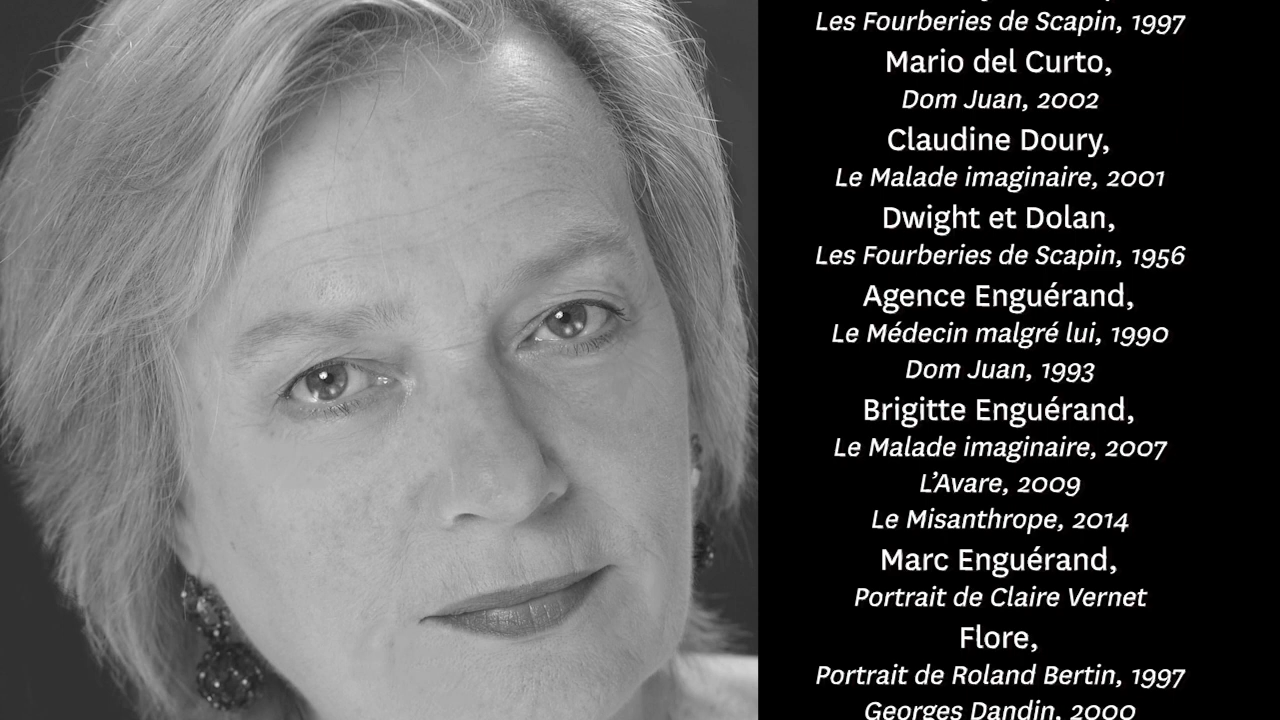 Les Fourberies de Scapin, 1997
Mario del Curto,
Dom Juan, 2002
Claudine Doury,
Le Malade imaginaire, 2001
Dwight et Dolan,
Les Fourberies de Scapin, 1956
Agence Enguérand,
Le Médecin malgré lui, 1990
Dom Juan, 1993
Brigitte Enguérand,
Le Malade imaginaire, 2007
L’Avare, 2009
Le Misanthrope, 2014
Marc Enguérand,
Portrait de Claire Vernet
Flore,
Portrait de Roland Bertin, 1997
Georges Dandin, 2000